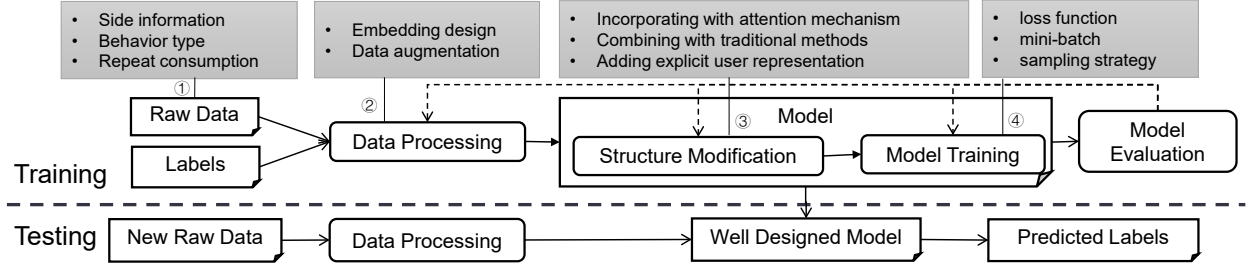 • Side information
• Behavior type
• Repeat consumption
• Embedding design
• Data augmentation
• Incorporating with attention mechanism
• Combining with traditional methods
• Adding explicit user representation
• loss function
• mini-batch
• sampling strategy
①
②
③
④
Raw Data
Labels
Data Processing
Model
Structure Modification
Model Training
Model
Evaluation
Training
Testing
New Raw Data
Data Processing
Well Designed Model
Predicted Labels